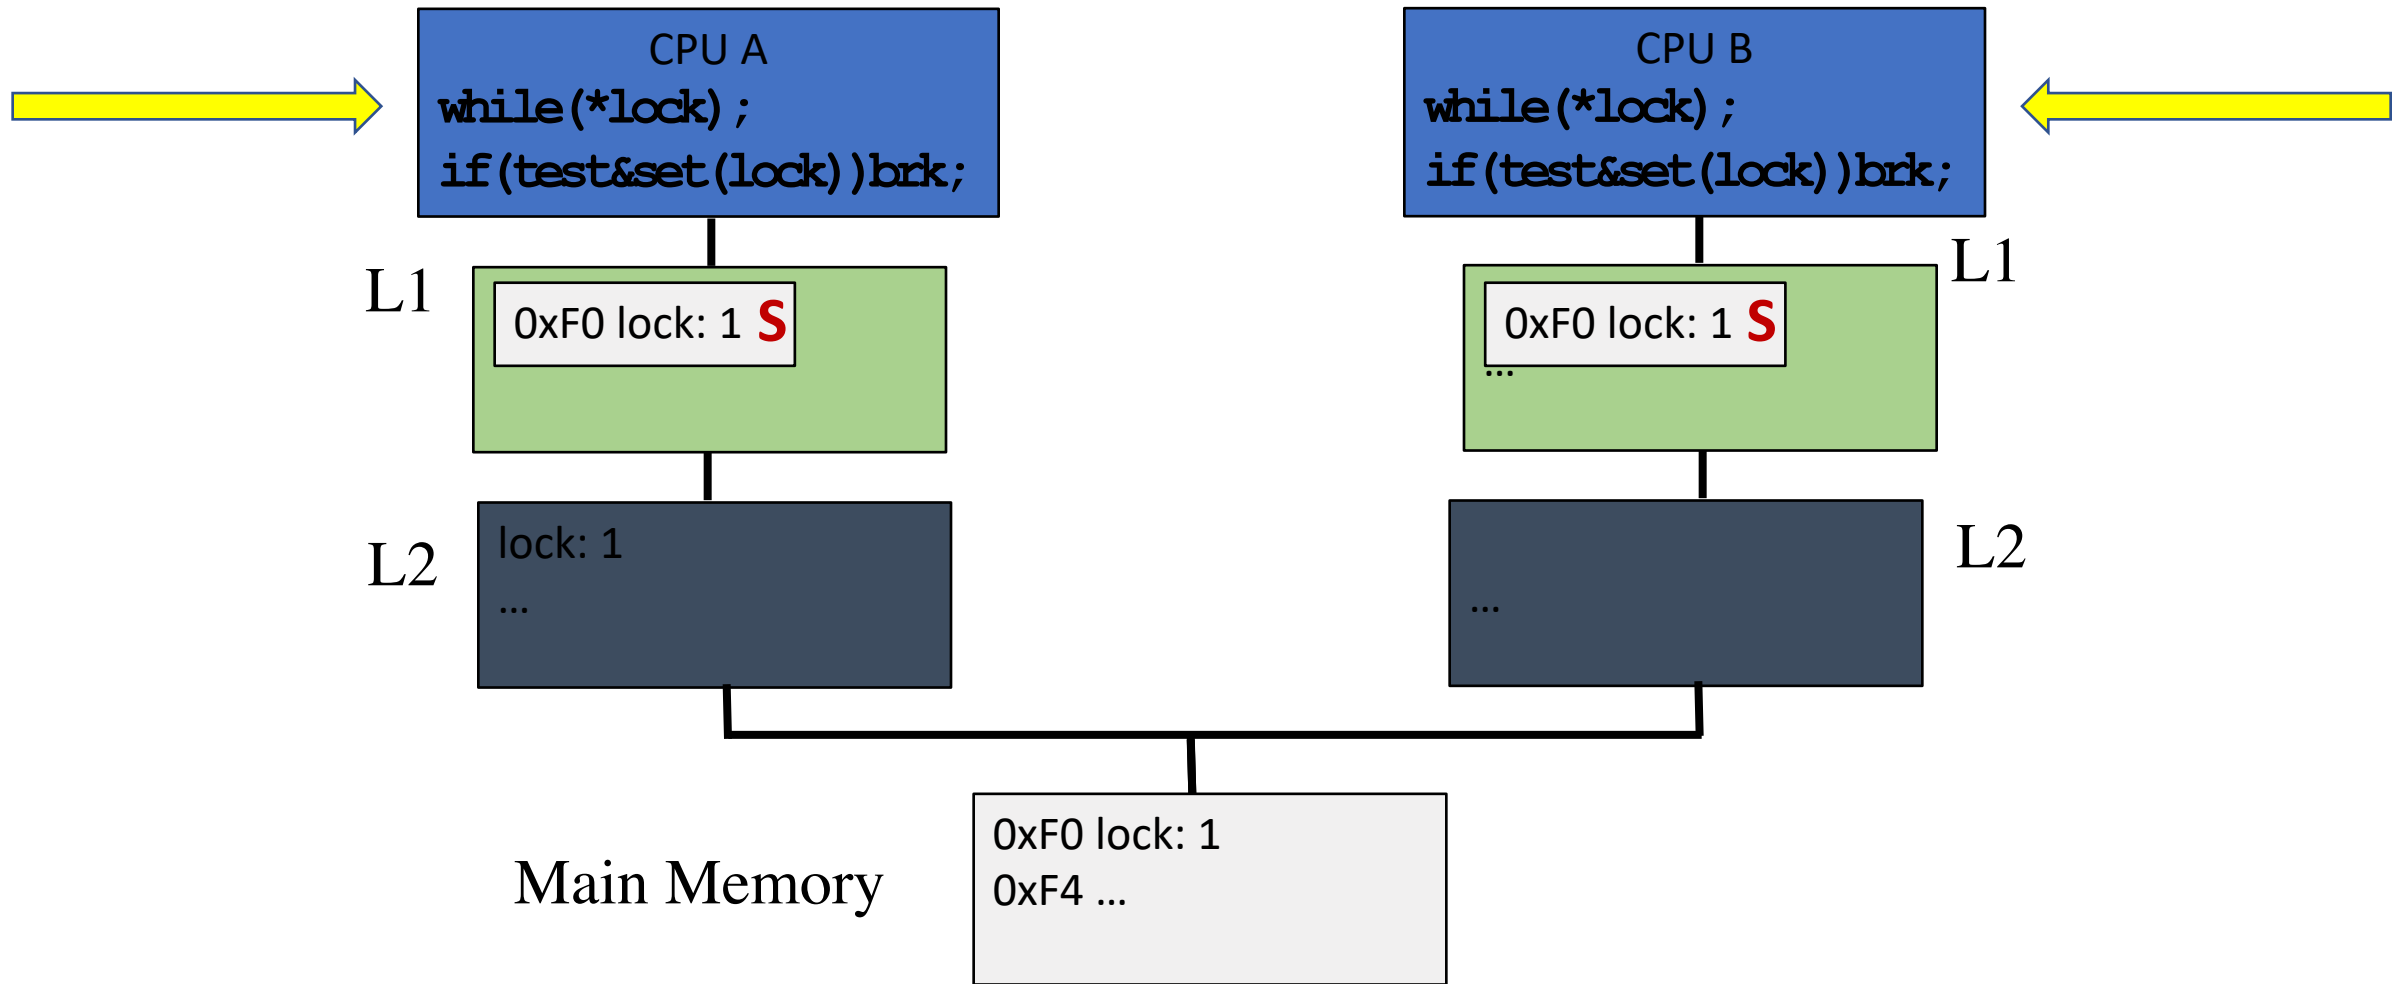 CPU A
while(*lock);
if(test&set(lock))brk;
CPU B
while(*lock);
if(test&set(lock))brk;
L1
0xF0 lock: 1 S
0xF0 lock: 1 S
...
L1
L2
lock: 1
...
...
L2
Main Memory
0xF0 lock: 1
0xF4 ...